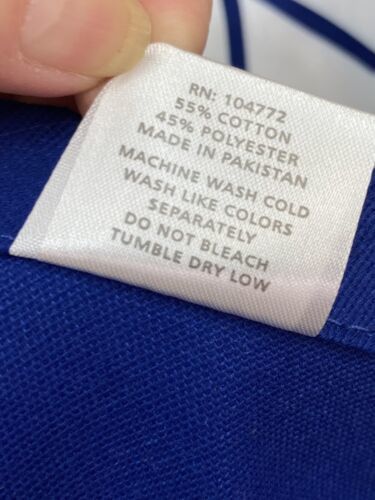 RN: 104772
55% COTTON
45% POLYESTER
MADE IN PAKISTAN
MACHINE WASH COLD
WASH LIKE COLORS
SEPARATELY
DO NOT BLEACH
TUMBLE DRY LOW